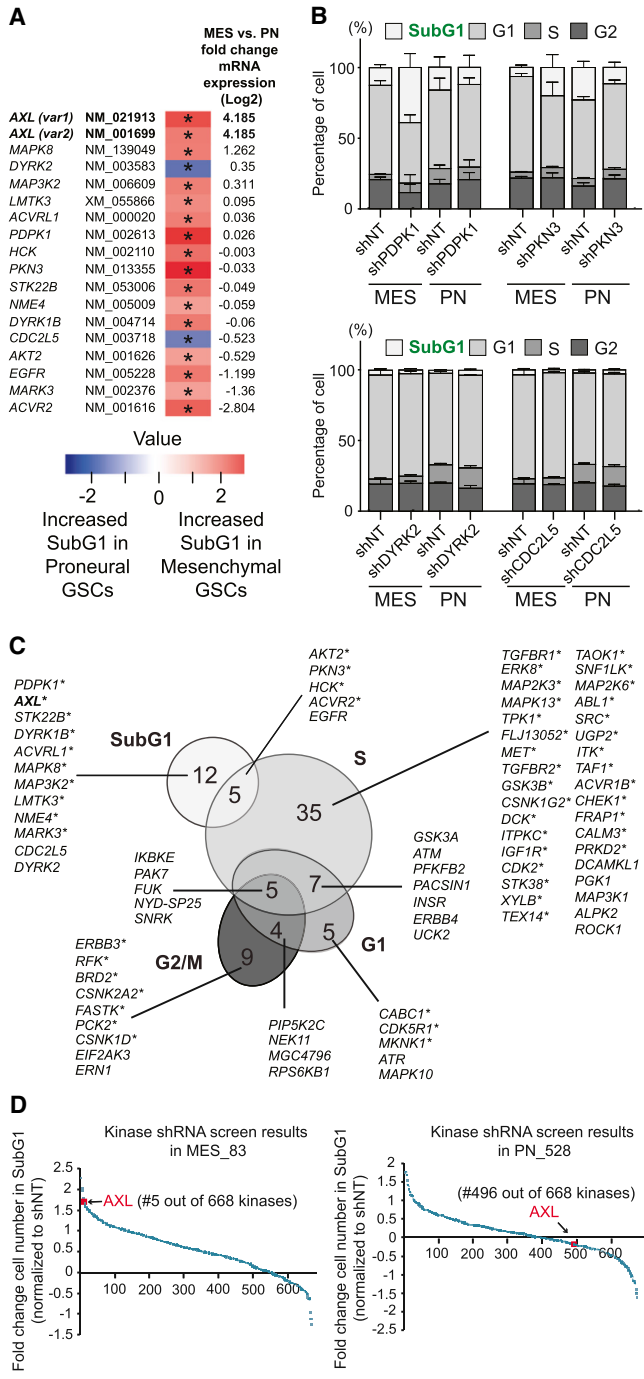 A
MES vs. PN
fold change
mRNA
expression
(Log2)
AXL (var1) NM_021913 * 4.185
AXL (var2) NM_001699 * 4.185
MAPK8 NM_139049 * 1.262
DYRK2 NM_003583 * 0.35
MAP3K2 NM_006609 * 0.311
LMTK3 XM_055866 * 0.095
ACVRL1 NM_000020 * 0.036
PDPK1 NM_002613 * 0.026
HCK NM_002110 * -0.003
PKN3 NM_013355 * -0.033
STK22B NM_053006 * -0.049
NME4 NM_005009 * -0.059
DYRK1B NM_004714 * -0.06
CDC2L5 NM_003718 * -0.523
AKT2 NM_001626 * -0.529
EGFR NM_005228 * -1.199
MARK3 NM_002376 * -1.36
ACVR2 NM_001616 * -2.804
Value
-2 0 2
Increased
SubG1 in
Proneural
GSCs
Increased
SubG1 in
Mesenchymal
GSCs
B
(%) SubG1 G1 S G2
Percentage of cell
100
50
0
shNT shPDPK1 shNT shPDPK1 shNT shPKN3 shNT shPKN3
MES PN MES PN
(%) SubG1 G1 S G2
Percentage of cell
100
50
0
shNT shDYRK2 shNT shDYRK2 shNT shCDC2L5 shNT shCDC2L5
MES PN MES PN
C
PDPK1*
AXL*
STK22B*
DYRK1B*
ACVRL1*
MAPK8*
MAP3K2*
LMTK3*
NME4*
MARK3*
CDC2L5
DYRK2
AKT2*
PKN3*
HCK*
ACVR2*
EGFR
TGFBR1* TAOK1*
ERK8* SNF1LK*
MAP2K3* MAP2K6*
MAPK13* ABL1*
TPK1* SRC*
FLJ13052* UGP2*
MET* ITK*
TGFBR2* TAF1*
GSK3B* ACVR1B*
CSNK1G2* CHEK1*
DCK* FRAP1*
ITPKC* CALM3*
IGF1R* PRKD2*
CDK2* DCAMKL1
STK38* PGK1
XYLB* MAP3K1
TEX14* ALPK2
ROCK1
SubG1
S
12
5
35
5
7
4
5
9
G2/M
G1
IKBKE
PAK7
FUK
NYD-SP25
SNRK
GSK3A
ATM
PFKFB2
PACSIN1
INSR
ERBB4
UCK2
ERBB3*
RFK*
BRD2*
CSNK2A2*
FASTK*
PCK2*
CSNK1D*
EIF2AK3
ERN1
PIP5K2C
NEK11
MGC4796
RPS6KB1
CABC1*
CDK5R1*
MKNK1*
ATR
MAPK10
D
Kinase shRNA screen results
in MES_83
Fold change cell number in SubG1
(normalized to shNT)
2.5
2
1.5
1
0.5
0
-0.5
-1
-1.5
100 200 300 400 500 600
AXL (#5 out of 668 kinases)
Kinase shRNA screen results
in PN_528
Fold change cell number in SubG1
(normalized to shNT)
2
1.5
1
0.5
0
-0.5
-1
-1.5
-2
-2.5
100 200 300 400 500 600
(#496 out of 668 kinases)
AXL